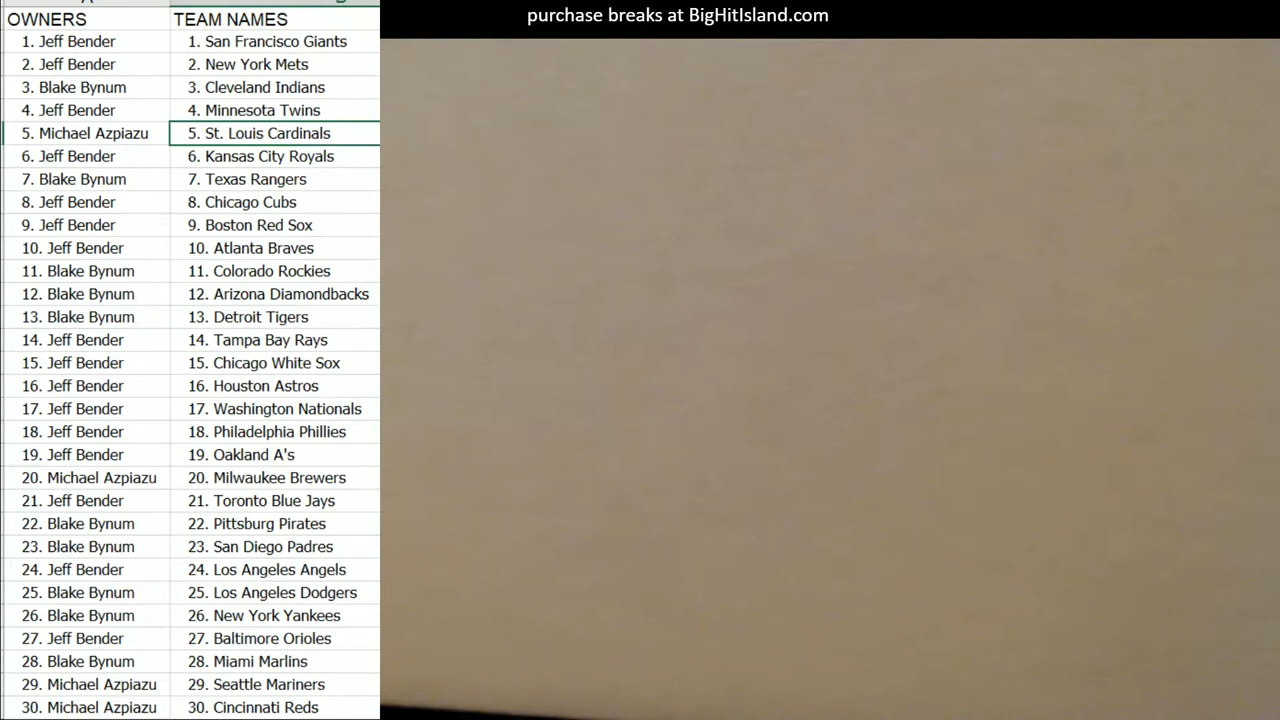 purchase breaks at BigHitIsland.com
OWNERS TEAM NAMES
1. Jeff Bender 1. San Francisco Giants
2. Jeff Bender 2. New York Mets
3. Blake Bynum 3. Cleveland Indians
4. Jeff Bender 4. Minnesota Twins
5. Michael Azpiazu 5. St. Louis Cardinals
6. Jeff Bender 6. Kansas City Royals
7. Blake Bynum 7. Texas Rangers
8. Jeff Bender 8. Chicago Cubs
9. Jeff Bender 9. Boston Red Sox
10. Jeff Bender 10. Atlanta Braves
11. Blake Bynum 11. Colorado Rockies
12. Blake Bynum 12. Arizona Diamondbacks
13. Blake Bynum 13. Detroit Tigers
14. Jeff Bender 14. Tampa Bay Rays
15. Jeff Bender 15. Chicago White Sox
16. Jeff Bender 16. Houston Astros
17. Jeff Bender 17. Washington Nationals
18. Jeff Bender 18. Philadelphia Phillies
19. Jeff Bender 19. Oakland A's
20. Michael Azpiazu 20. Milwaukee Brewers
21. Jeff Bender 21. Toronto Blue Jays
22. Blake Bynum 22. Pittsburg Pirates
23. Blake Bynum 23. San Diego Padres
24. Jeff Bender 24. Los Angeles Angels
25. Blake Bynum 25. Los Angeles Dodgers
26. Blake Bynum 26. New York Yankees
27. Jeff Bender 27. Baltimore Orioles
28. Blake Bynum 28. Miami Marlins
29. Michael Azpiazu 29. Seattle Mariners
30. Michael Azpiazu 30. Cincinnati Reds